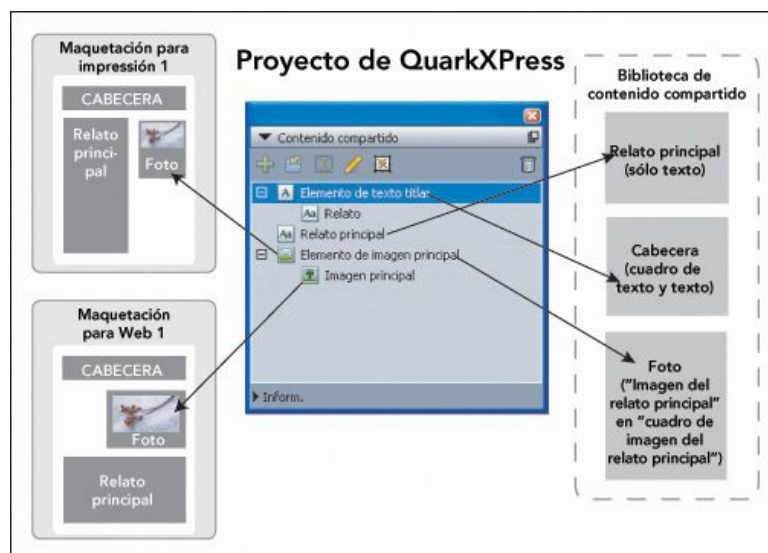 Maquetación para
impresión 1
CABECERA
Relato
princi-
pal
Foto
Proyecto de QuarkXPress
Contenido compartido
Elemento de texto titlar
Relato
Relato principal
Elemento de imagen principal
Imagen principal
Inform.
Biblioteca de
contenido compartido
Relato principal
(sólo texto)
Cabecera
(cuadro de
texto y texto)
Foto
("Imagen del
relato principal"
en "cuadro de
imagen del
relato principal")
Maquetación
para Web 1
CABECERA
Foto
Relato
principal